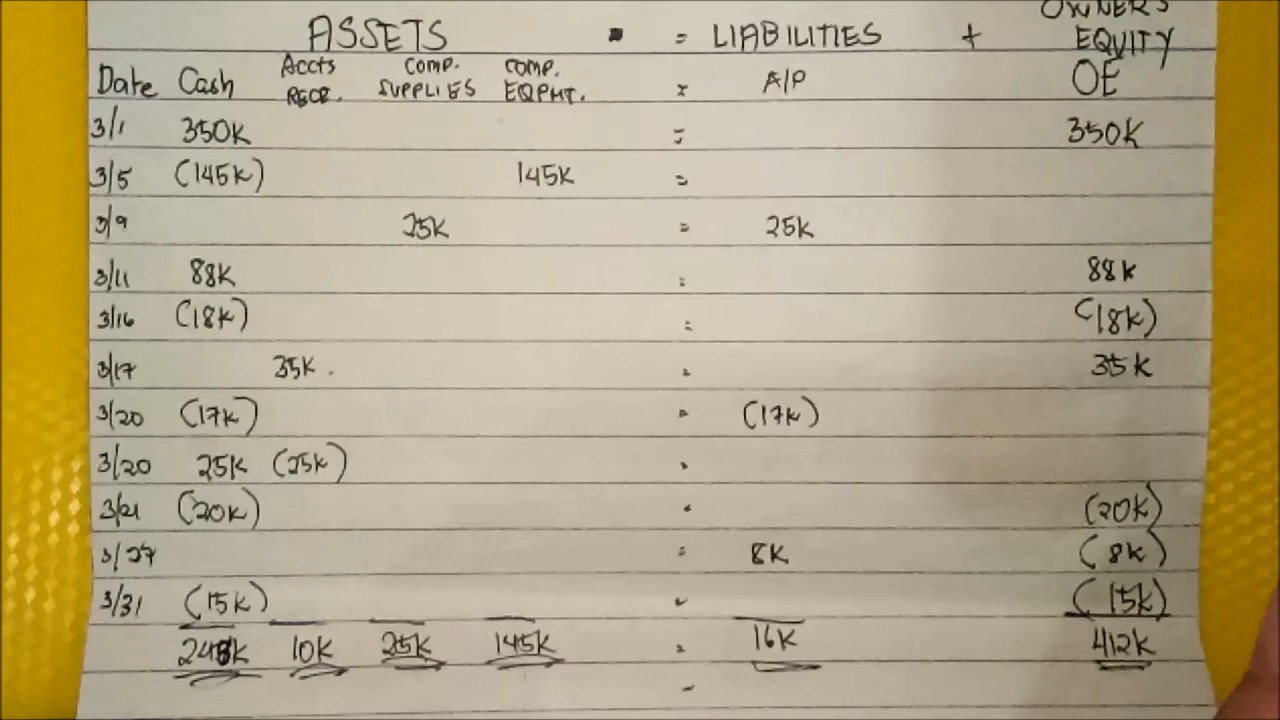 OWNER'S
ASSETS = LIABILITIES + EQUITY
Date Cash Accts RECE. COMP. SUPPLIES COMP. EQPMT. = A/P OE
3/1 350K = 350K
3/5 (145K) 145K =
3/9 25K = 25K
3/11 88K = 88K
3/16 (18K) = (18K)
3/17 35K. = 35K
3/20 (17K) = (17K)
3/20 25K (25K) =
3/21 (20K) = (20K)
3/27 = 8K (8K)
3/31 (15K) = (15K)
248K 10K 25K 145K = 16K 412K